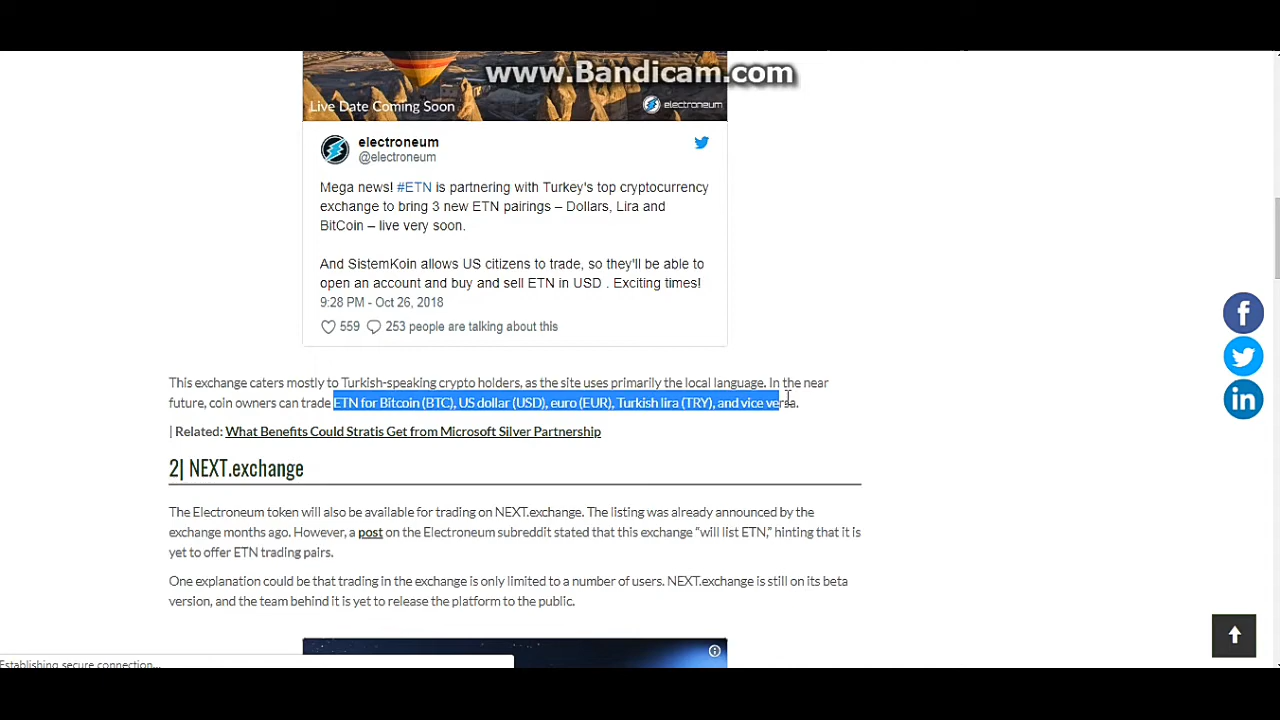 www.Bandicam.com
Live Date Coming Soon
electroneum
electroneum
@electroneum
Mega news! #ETN is partnering with Turkey's top cryptocurrency
exchange to bring 3 new ETN pairings – Dollars, Lira and
BitCoin – live very soon.
And SistemKoin allows US citizens to trade, so they'll be able to
open an account and buy and sell ETN in USD . Exciting times!
9:28 PM - Oct 26, 2018
559 253 people are talking about this
This exchange caters mostly to Turkish-speaking crypto holders, as the site uses primarily the local language. In the near
future, coin owners can trade ETN for Bitcoin (BTC), US dollar (USD), euro (EUR), Turkish lira (TRY), and vice versa.
| Related: What Benefits Could Stratis Get from Microsoft Silver Partnership
2| NEXT.exchange
The Electroneum token will also be available for trading on NEXT.exchange. The listing was already announced by the
exchange months ago. However, a post on the Electroneum subreddit stated that this exchange “will list ETN,” hinting that it is
yet to offer ETN trading pairs.
One explanation could be that trading in the exchange is only limited to a number of users. NEXT.exchange is still on its beta
version, and the team behind it is yet to release the platform to the public.
Establishing secure connection...